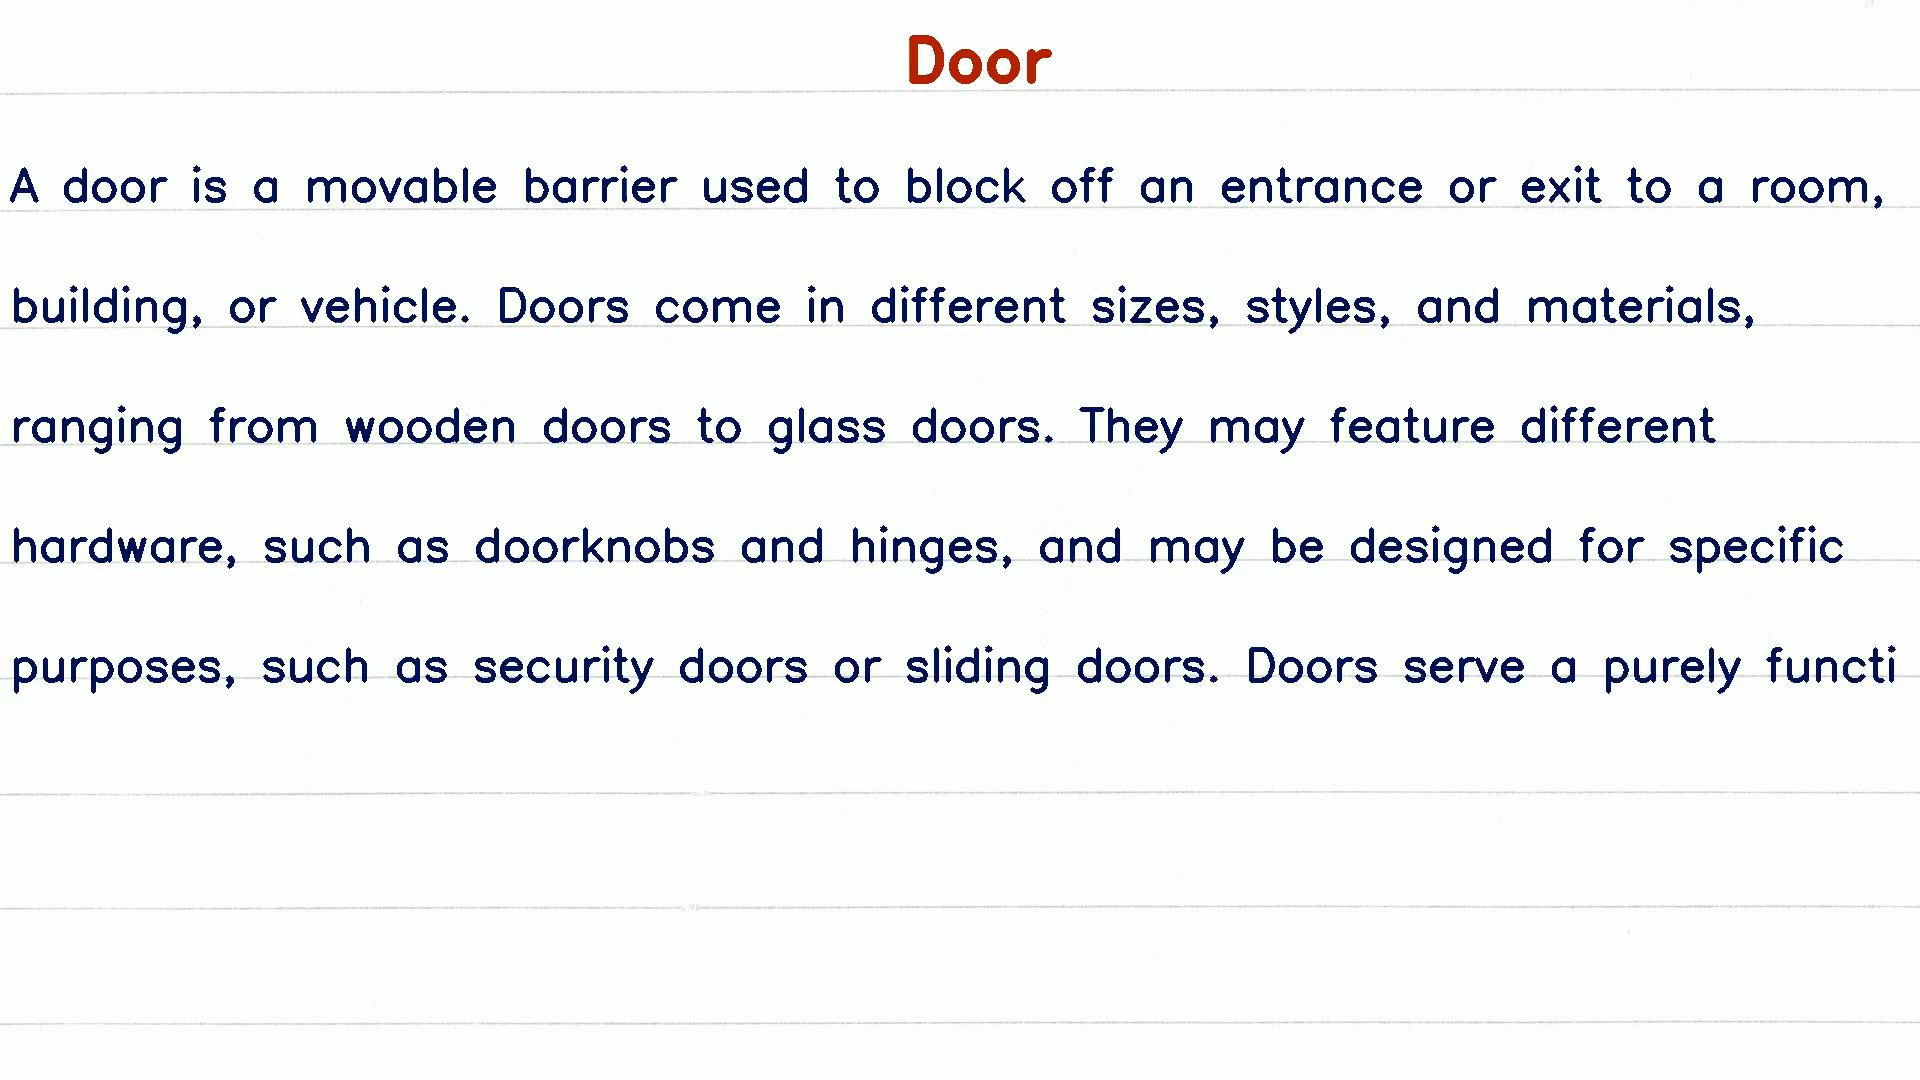 Door
A door is a movable barrier used to block off an entrance or exit to a room,
building, or vehicle. Doors come in different sizes, styles, and materials,
ranging from wooden doors to glass doors. They may feature different
hardware, such as doorknobs and hinges, and may be designed for specific
purposes, such as security doors or sliding doors. Doors serve a purely functi